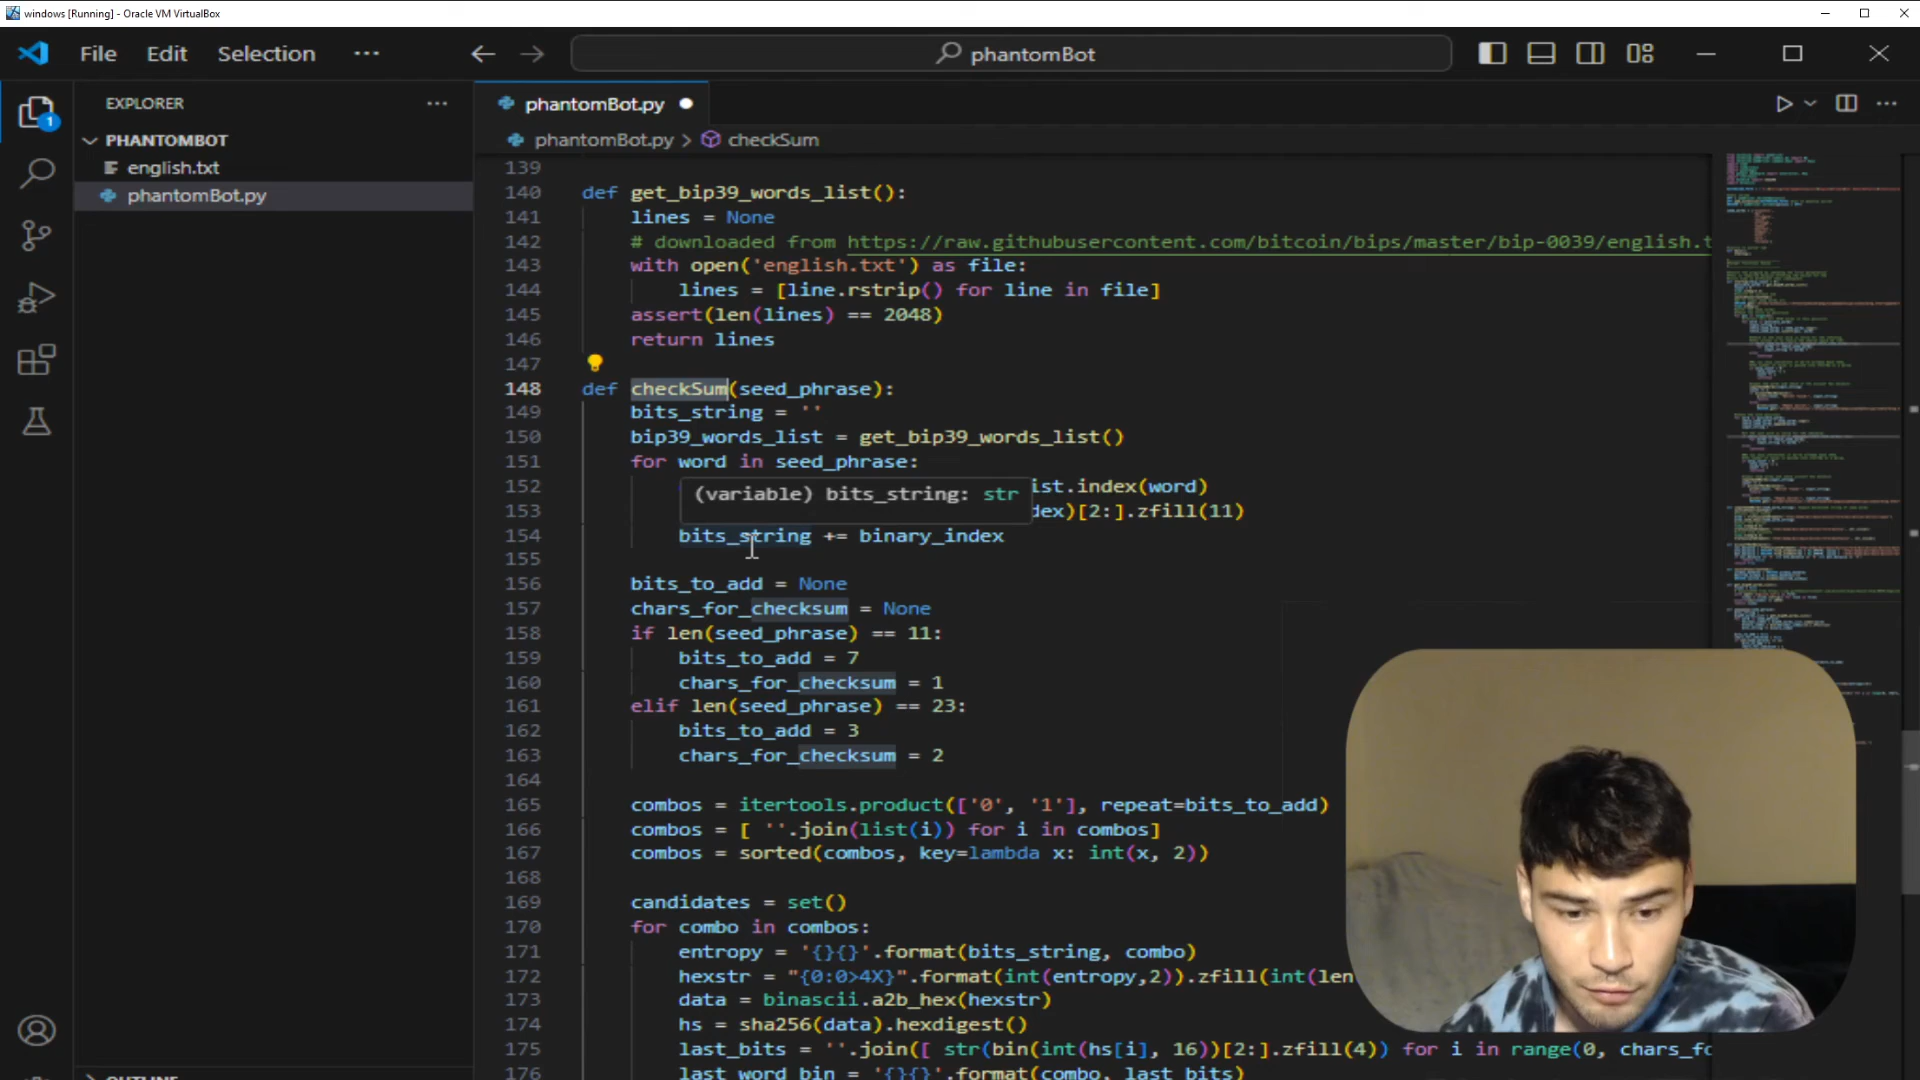 windows [Running] - Oracle VM VirtualBox
File Edit Selection ··· phantomBot
EXPLORER ···
PHANTOMBOT
english.txt
phantomBot.py
1
phantomBot.py
phantomBot.py > checkSum
139
140 def get_bip39_words_list():
141 lines = None
142 # downloaded from https://raw.githubusercontent.com/bitcoin/bips/master/bip-0039/english.t
143 with open('english.txt') as file:
144 lines = [line.rstrip() for line in file]
145 assert(len(lines) == 2048)
146 return lines
147
148 def checkSum(seed_phrase):
149 bits_string = ''
150 bip39_words_list = get_bip39_words_list()
151 for word in seed_phrase:
152 ist.index(word)
(variable) bits_string: str
153 dex)[2:].zfill(11)
154 bits_string += binary_index
155
156 bits_to_add = None
157 chars_for_checksum = None
158 if len(seed_phrase) == 11:
159 bits_to_add = 7
160 chars_for_checksum = 1
161 elif len(seed_phrase) == 23:
162 bits_to_add = 3
163 chars_for_checksum = 2
164
165 combos = itertools.product(['0', '1'], repeat=bits_to_add)
166 combos = [ ''.join(list(i)) for i in combos]
167 combos = sorted(combos, key=lambda x: int(x, 2))
168
169 candidates = set()
170 for combo in combos:
171 entropy = '{}{}'.format(bits_string, combo)
172 hexstr = "{0:0>4X}".format(int(entropy,2)).zfill(int(len
173 data = binascii.a2b_hex(hexstr)
174 hs = sha256(data).hexdigest()
175 last_bits = ''.join([ str(bin(int(hs[i], 16))[2:].zfill(4)) for i in range(0, chars_fo
176 last_word_bin = '{}{}'.format(combo, last_bits)
OUTLINE